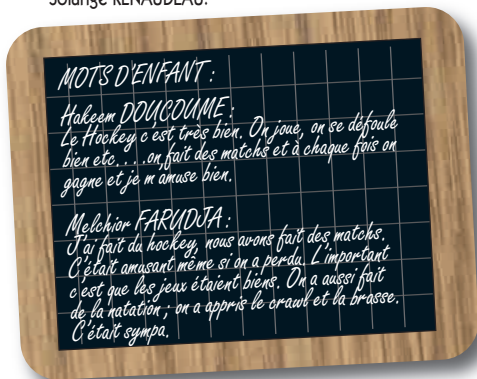 Solange RENAUDEAU.
MOTS D'ENFANT :
Hakeem DOUCOUME :
Le Hockey c est très bien. On joue, on se défoule
bien etc. . . .on fait des matchs et à chaque fois on
gagne et je m amuse bien.
Melchior FARUDJA :
J'ai fait du hockey, nous avons fait des matchs.
C'était amusant même si on a perdu. L'important
c est que les jeux étaient biens. On a aussi fait
de la natation ; on a appris le crawl et la brasse.
C'était sympa.